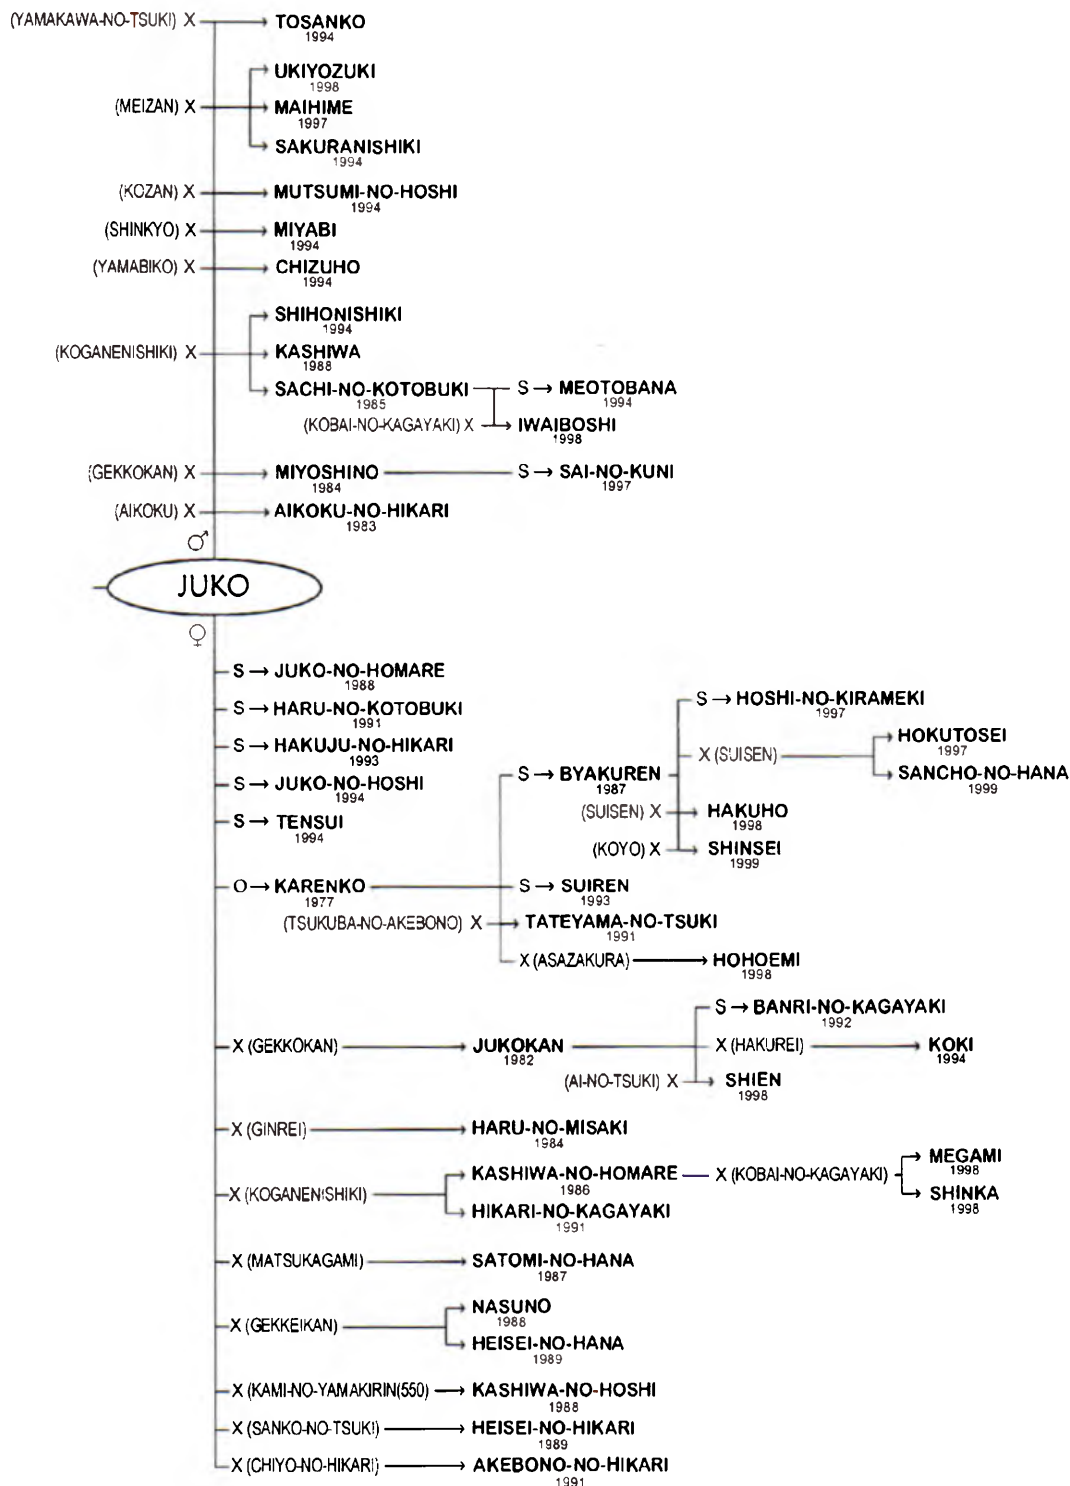 (YAMAKAWA-NO-TSUKI) X → TOSANKO
1994
UKIYOZUKI
1998
(MEIZAN) X → MAIHIME
1997
SAKURANISHIKI
1994
(KOZAN) X → MUTSUMI-NO-HOSHI
1994
(SHINKYO) X → MIYABI
1994
(YAMABIKO) X → CHIZUHO
1994
SHIHONISHIKI
1994
(KOGANENISHIKI) X → KASHIWA
1988
SACHI-NO-KOTOBUKI S → MEOTOBANA
1985 1994
(KOBAI-NO-KAGAYAKI) X → IWAIBOSHI
1998
(GEKKOKAN) X → MIYOSHINO S → SAI-NO-KUNI
1984 1997
(AIKOKU) X → AIKOKU-NO-HIKARI
1983
♂
JUKO
♀
S → JUKO-NO-HOMARE
1988
S → HOSHI-NO-KIRAMEKI
1997
S → HARU-NO-KOTOBUKI
1991
HOKUTOSEI
1997
S → HAKUJU-NO-HIKARI
1993
X (SUISEN)
S → BYAKUREN
1987
SANCHO-NO-HANA
1999
S → JUKO-NO-HOSHI
1994
(SUISEN) X → HAKUHO
1998
S → TENSUI
1994
(KOYO) X → SHINSEI
1999
O → KARENKO S → SUIREN
1977 1993
(TSUKUBA-NO-AKEBONO) X → TATEYAMA-NO-TSUKI
1991
X (ASAZAKURA) → HOHOEMI
1998
S → BANRI-NO-KAGAYAKI
1992
X (GEKKOKAN) → JUKOKAN X (HAKUREI) → KOKI
1982 1994
(AI-NO-TSUKI) X → SHIEN
1998
X (GINREI) → HARU-NO-MISAKI
1984
MEGAMI
1998
KASHIWA-NO-HOMARE X (KOBAI-NO-KAGAYAKI)
1986
X (KOGANENISHIKI) SHINKA
1998
HIKARI-NO-KAGAYAKI
1991
X (MATSUKAGAMI) → SATOMI-NO-HANA
1987
NASUNO
1988
X (GEKKEIKAN)
HEISEI-NO-HANA
1989
X (KAMI-NO-YAMAKIRIN(550) → KASHIWA-NO-HOSHI
1988
X (SANKO-NO-TSUKI) → HEISEI-NO-HIKARI
1989
X (CHIYO-NO-HIKARI) → AKEBONO-NO-HIKARI
1991